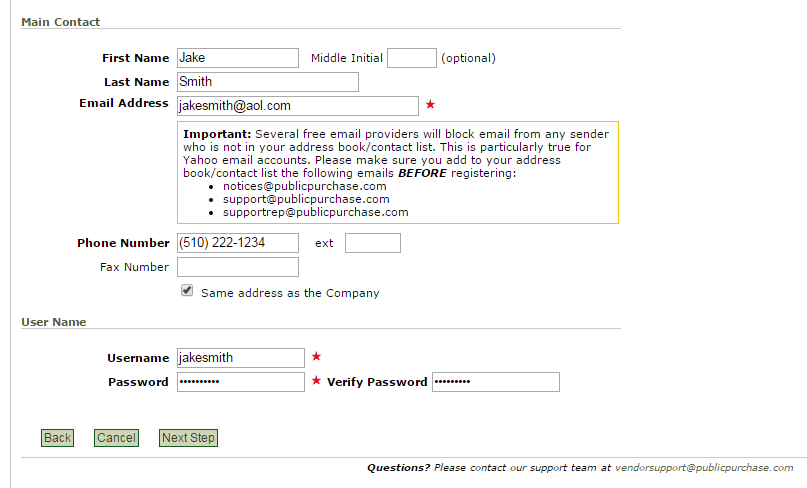 Main Contact
First Name Jake Middle Initial (optional)
Last Name Smith
Email Address jakesmith@aol.com ★
Important: Several free email providers will block email from any sender
who is not in your address book/contact list. This is particularly true for
Yahoo email accounts. Please make sure you add to your address
book/contact list the following emails BEFORE registering:
• notices@publicpurchase.com
• support@publicpurchase.com
• supportrep@publicpurchase.com
Phone Number (510) 222-1234 ext
Fax Number
Same address as the Company
User Name
Username jakesmith ★
Password •••••••••• ★ Verify Password •••••••••
Back Cancel Next Step
Questions? Please contact our support team at vendorsupport@publicpurchase.com